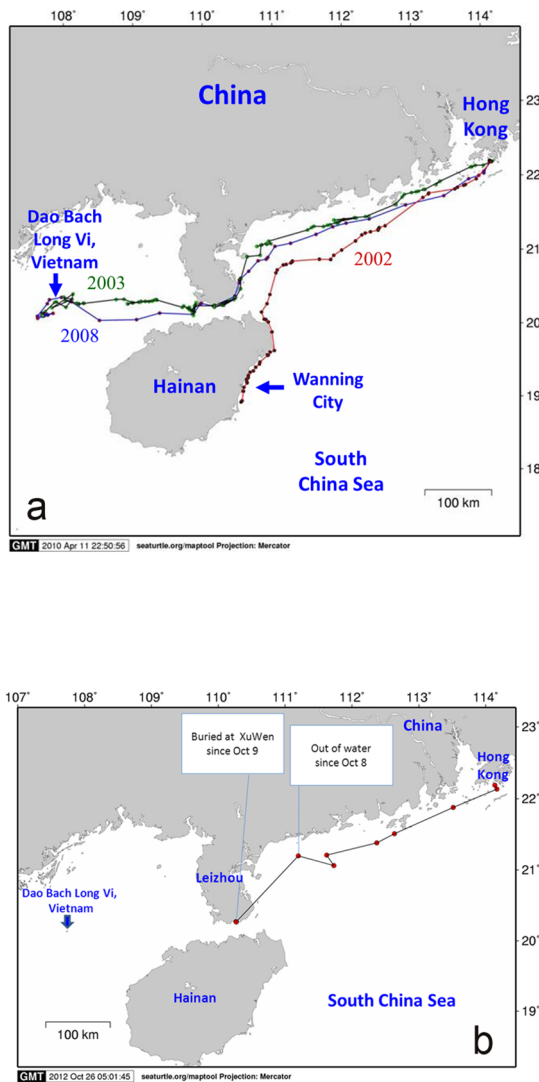 108° 109° 110° 111° 112° 113° 114°
China
Hong
Kong
23
22
21
20
19
18
Dao Bach
Long Vi,
Vietnam
2003
2008
2002
Hainan
Wanning
City
South
China Sea
100 km
a
GMT 2010 Apr 11 22:50:56 seaturtle.org/maptool Projection: Mercator
107° 108° 109° 110° 111° 112° 113° 114°
23°
22°
21°
20°
19°
Buried at XuWen
since Oct 9
Out of water
since Oct 8
China
Hong
Kong
Leizhou
Dao Bach Long Vi,
Vietnam
Hainan
South China Sea
100 km
b
GMT 2012 Oct 26 05:01:45 seaturtle.org/maptool Projection: Mercator